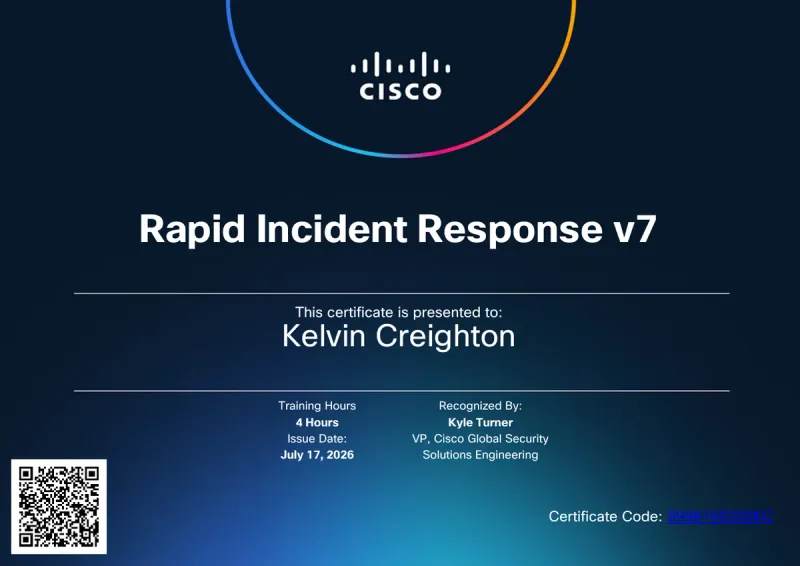 CISCO
Rapid Incident Response v7
This certificate is presented to:
Kelvin Creighton
Training Hours
4 Hours
Issue Date:
July 17, 2026
Recognized By:
Kyle Turner
VP, Cisco Global Security
Solutions Engineering
Certificate Code: